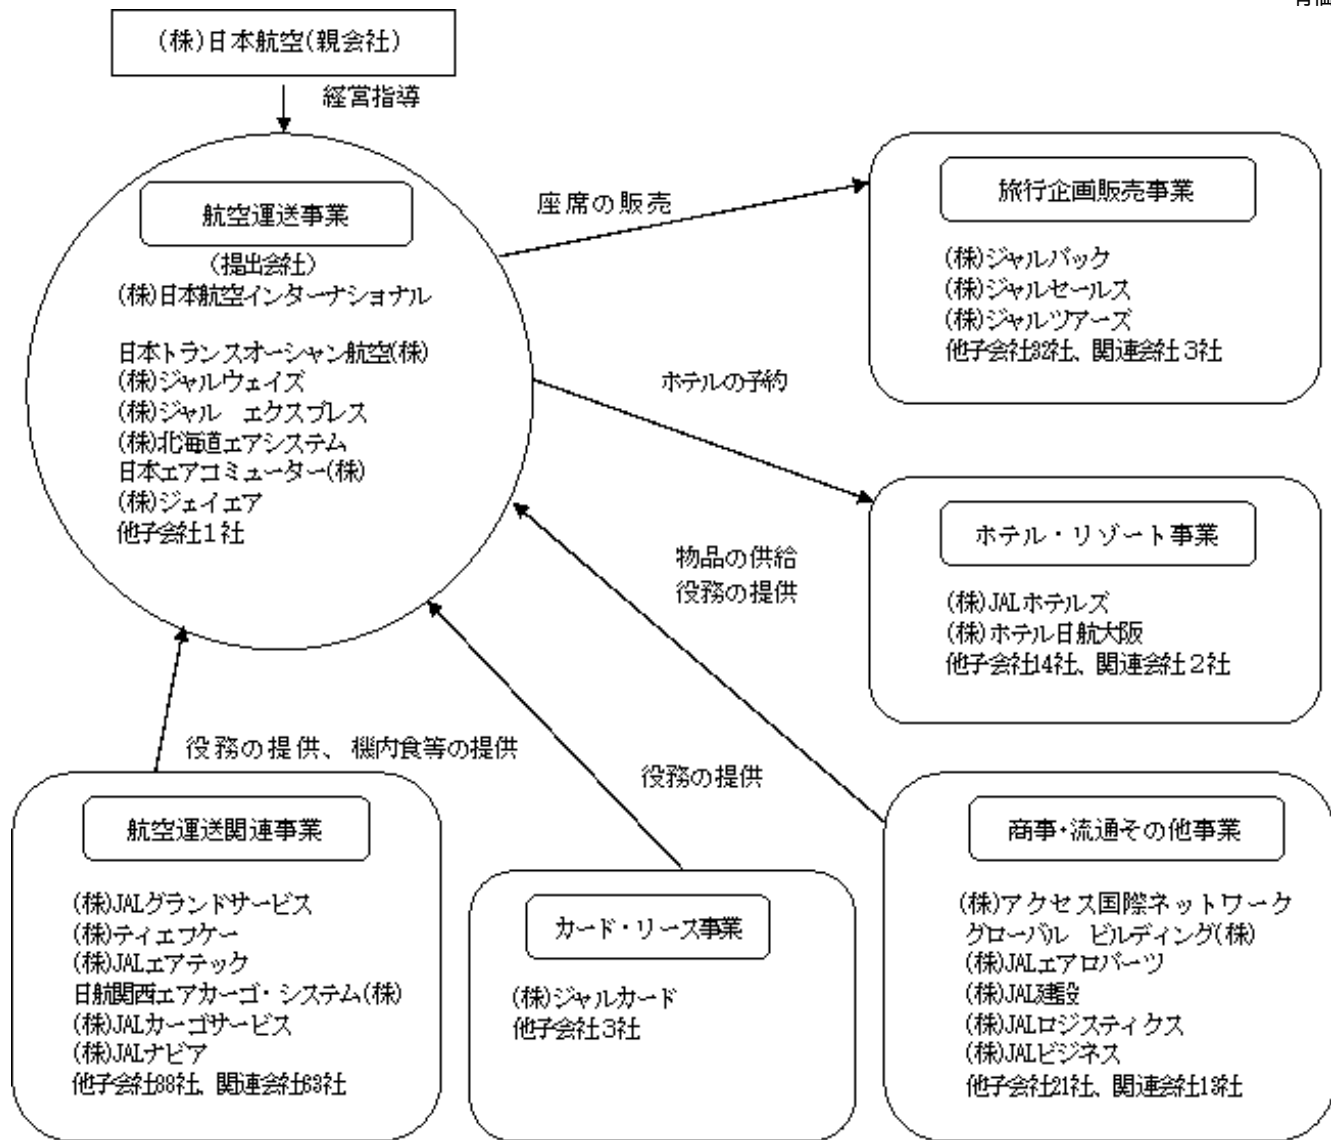 (株)日本航空(親会社)
経営指導
航空運送事業
(提出会社)
(株)日本航空インターナショナル
日本トランスオーシャン航空(株)
(株)ジャルウェイズ
(株)ジャル エクスプレス
(株)北海道エアシステム
日本エアコミューター(株)
(株)ジェイエア
他子会社1社
座席の販売
旅行企画販売事業
(株)ジャルパック
(株)ジャルセールス
(株)ジャルツアーズ
他子会社32社、関連会社3社
ホテルの予約
ホテル・リゾート事業
(株)JALホテルズ
(株)ホテル日航大阪
他子会社14社、関連会社2社
物品の供給
役務の提供
役務の提供、機内食等の提供
役務の提供
航空運送関連事業
(株)JALグランドサービス
(株)ティエフケー
(株)JALエアテック
日航関西エアカーゴ・システム(株)
(株)JALカーゴサービス
(株)JALナビア
他子会社88社、関連会社63社
カード・リース事業
(株)ジャルカード
他子会社3社
商事・流通その他事業
(株)アクセス国際ネットワーク
グローバル ビルディング(株)
(株)JALエアロパーツ
(株)JAL建設
(株)JALロジスティクス
(株)JALビジネス
他子会社21社、関連会社13社